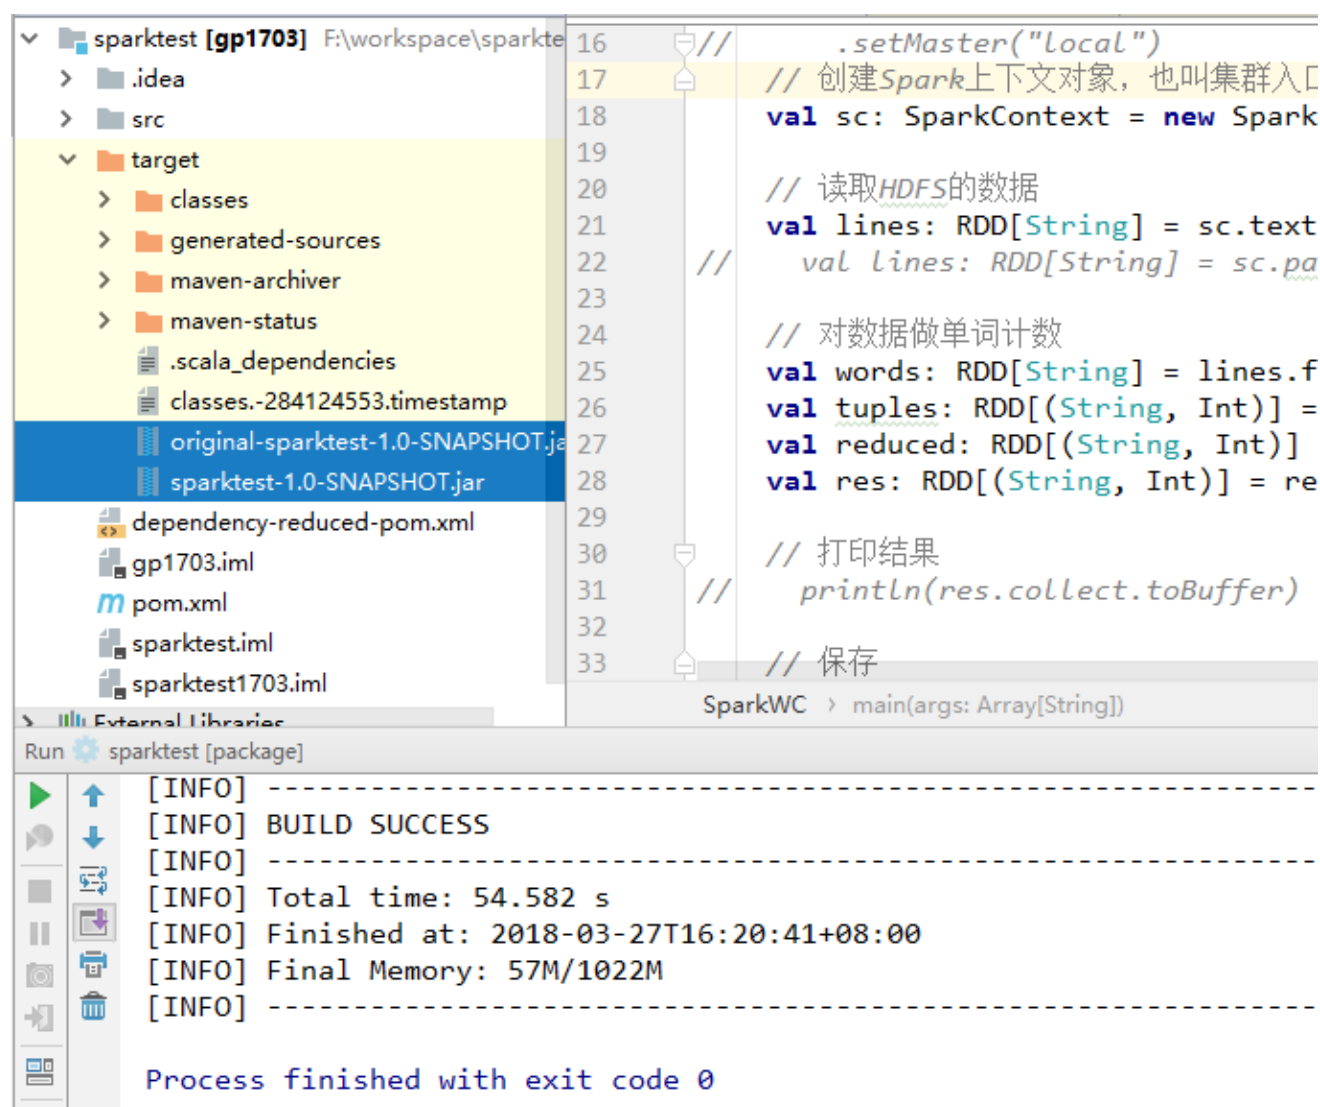 sparktest [gp1703] F:\workspace\sparkte
.idea
src
target
classes
generated-sources
maven-archiver
maven-status
.scala_dependencies
classes.-284124553.timestamp
original-sparktest-1.0-SNAPSHOT.ja
sparktest-1.0-SNAPSHOT.jar
dependency-reduced-pom.xml
gp1703.iml
pom.xml
sparktest.iml
sparktest1703.iml
External Libraries
16 // .setMaster("local")
17 // 创建Spark上下文对象，也叫集群入口
18 val sc: SparkContext = new Spark
19
20 // 读取HDFS的数据
21 val lines: RDD[String] = sc.text
22 // val lines: RDD[String] = sc.pa
23
24 // 对数据做单词计数
25 val words: RDD[String] = lines.f
26 val tuples: RDD[(String, Int)] =
27 val reduced: RDD[(String, Int)]
28 val res: RDD[(String, Int)] = re
29
30 // 打印结果
31 // println(res.collect.toBuffer)
32
33 // 保存
SparkWC › main(args: Array[String])
Run sparktest [package]
[INFO] -------------------------------------------------------------
[INFO] BUILD SUCCESS
[INFO] -------------------------------------------------------------
[INFO] Total time: 54.582 s
[INFO] Finished at: 2018-03-27T16:20:41+08:00
[INFO] Final Memory: 57M/1022M
[INFO] -------------------------------------------------------------
Process finished with exit code 0